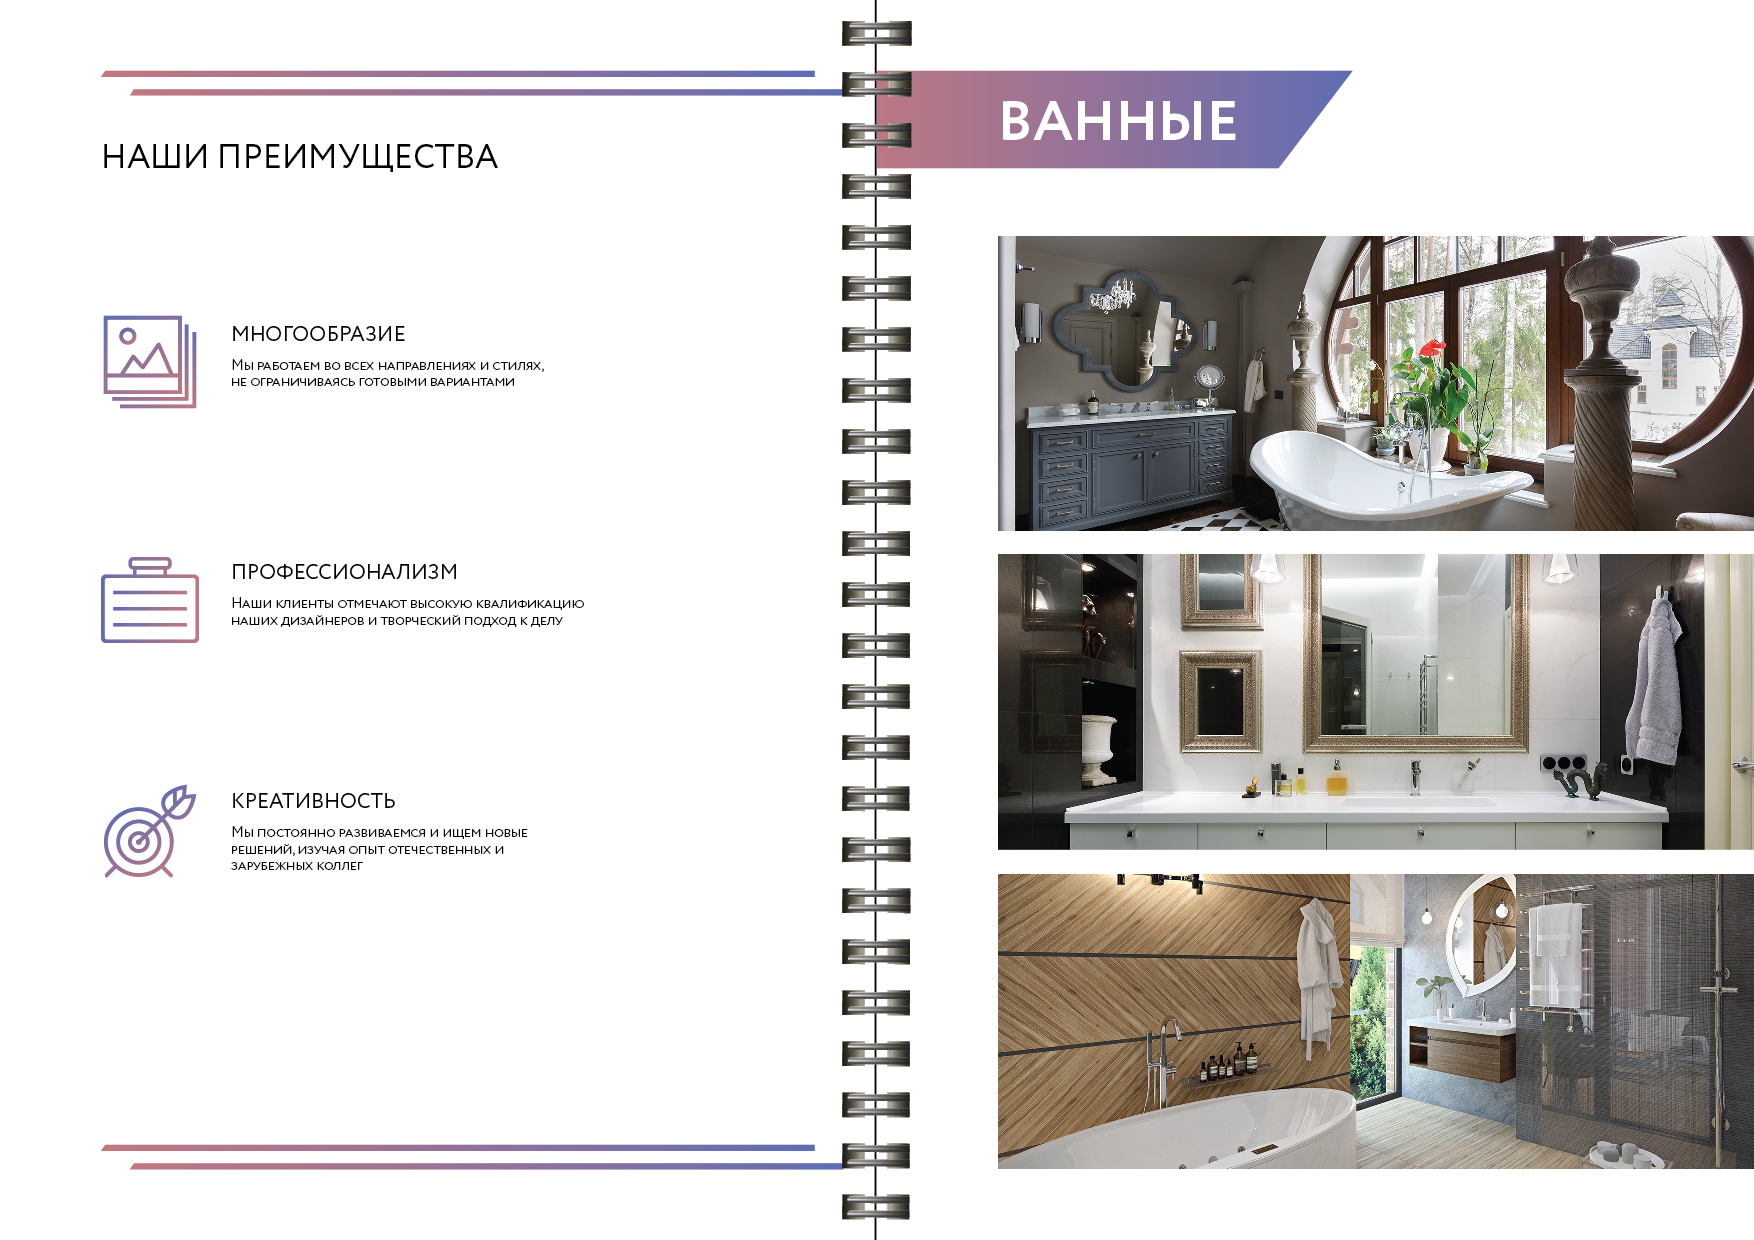 НАШИ ПРЕИМУЩЕСТВА
МНОГООБРАЗИЕ
Мы работаем во всех направлениях и стилях,
не ограничиваясь готовыми вариантами
ПРОФЕССИОНАЛИЗМ
Наши клиенты отмечают высокую квалификацию
наших дизайнеров и творческий подход к делу
КРЕАТИВНОСТЬ
Мы постоянно развиваемся и ищем новые
решений, изучая опыт отечественных и
зарубежных коллег
ВАННЫЕ